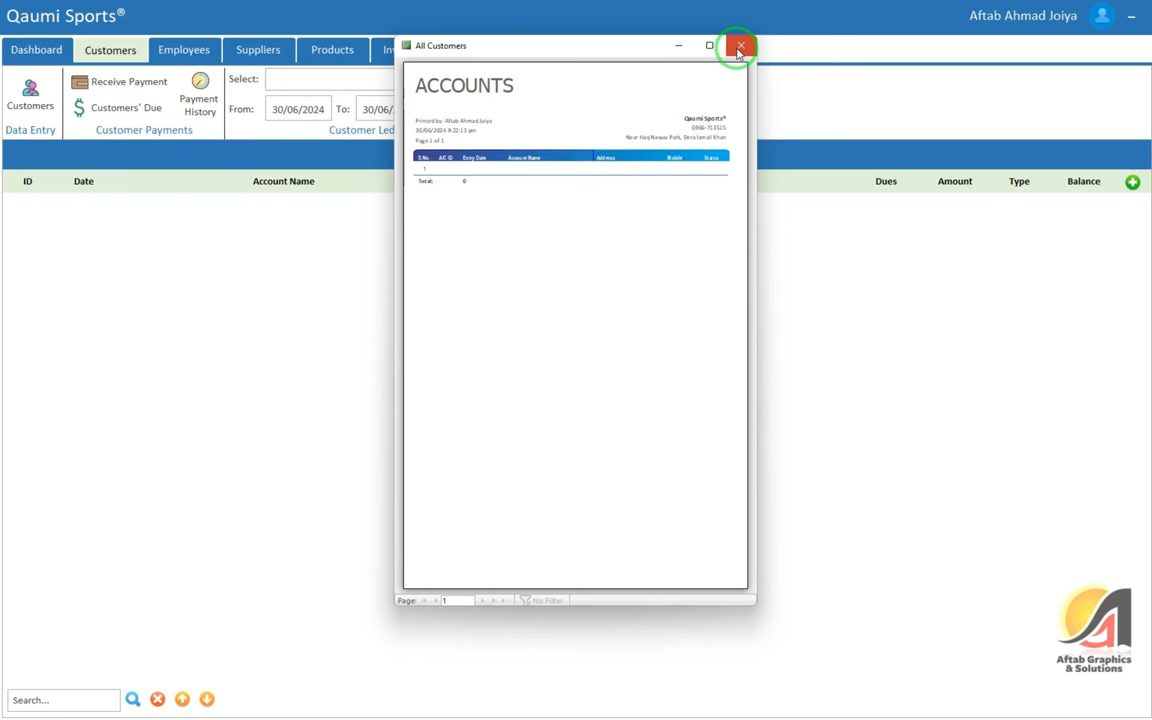 Qaumi Sports®
Aftab Ahmad Joiya
Dashboard Customers Employees Suppliers Products
Customers
Data Entry
Receive Payment
Customers' Due
Payment History
Customer Payments
Select:
From: 30/06/2024 To: 30/06/
Customer Led
ID Date Account Name Dues Amount Type Balance
All Customers
ACCOUNTS
Printed by: Aftab Ahmad Joiya
30/06/2024 9:22:13 pm
Page 1 of 1
Qaumi Sports®
0966-713515
Near Haq Nawaz Park, Dera Ismail Khan
S.No. A/C ID Entry Date Account Name Address Mobile Status
1
Total: 0
Page: 1 No Filter
Search...
Aftab Graphics
& Solutions